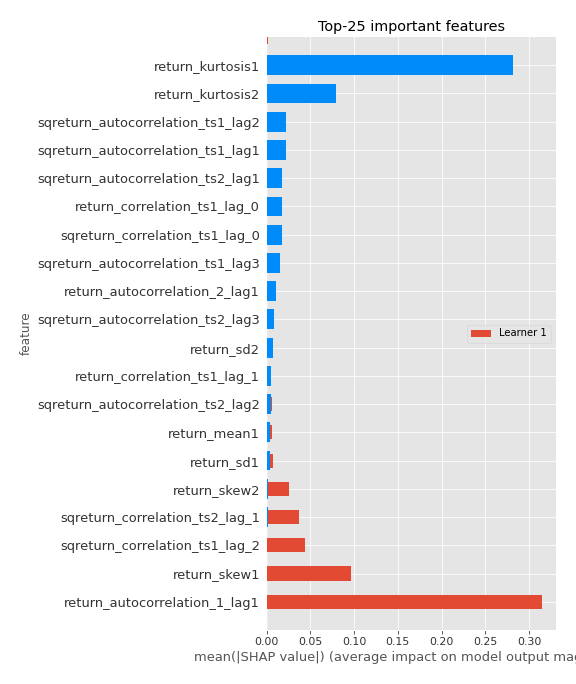 Top-25 important features
return_kurtosis1
return_kurtosis2
sqreturn_autocorrelation_ts1_lag2
sqreturn_autocorrelation_ts1_lag1
sqreturn_autocorrelation_ts2_lag1
return_correlation_ts1_lag_0
sqreturn_correlation_ts1_lag_0
sqreturn_autocorrelation_ts1_lag3
return_autocorrelation_2_lag1
sqreturn_autocorrelation_ts2_lag3
return_sd2
return_correlation_ts1_lag_1
sqreturn_autocorrelation_ts2_lag2
return_mean1
return_sd1
return_skew2
sqreturn_correlation_ts2_lag_1
sqreturn_correlation_ts1_lag_2
return_skew1
return_autocorrelation_1_lag1
feature
Learner 1
0.00 0.05 0.10 0.15 0.20 0.25 0.30
mean(|SHAP value|) (average impact on model output mag